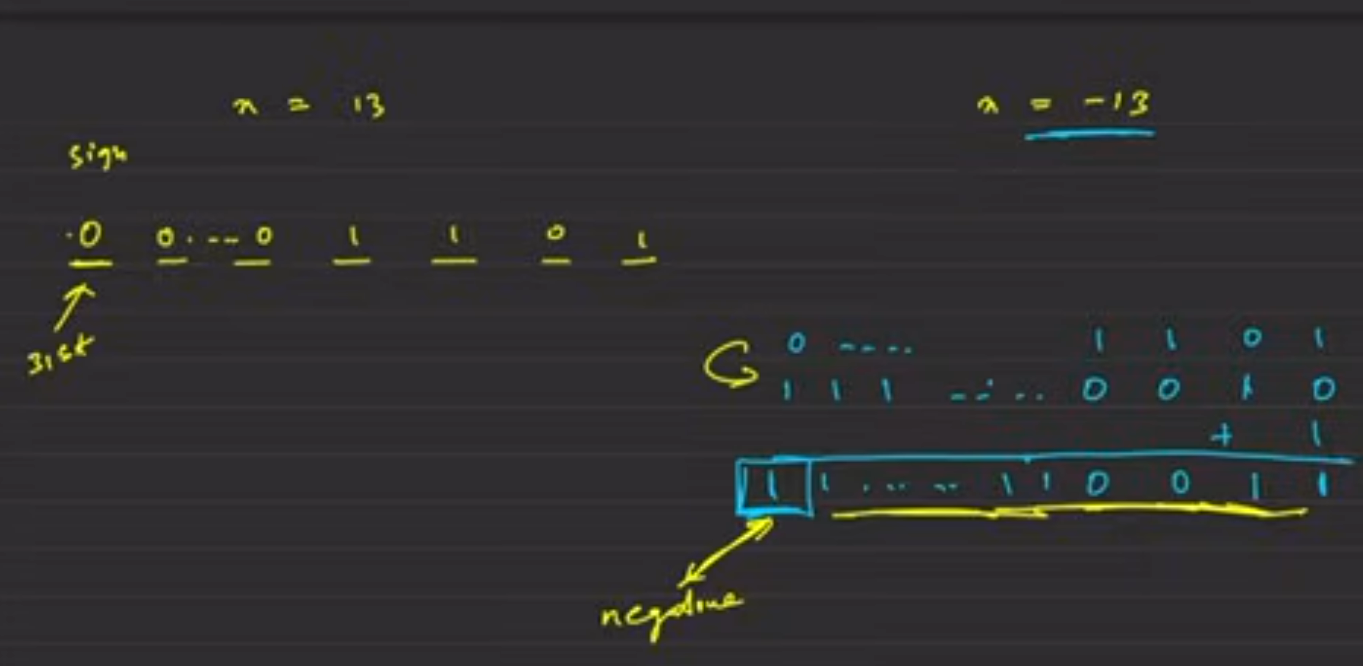 x = 13
x = -13
sign
0 0 . -- 0 1 1 0 1
31st
0 ---- 1 1 0 1
1 1 1 ----- 0 0 1 0
+ 1
1 1 ---- 1 1 0 0 1 1
negative